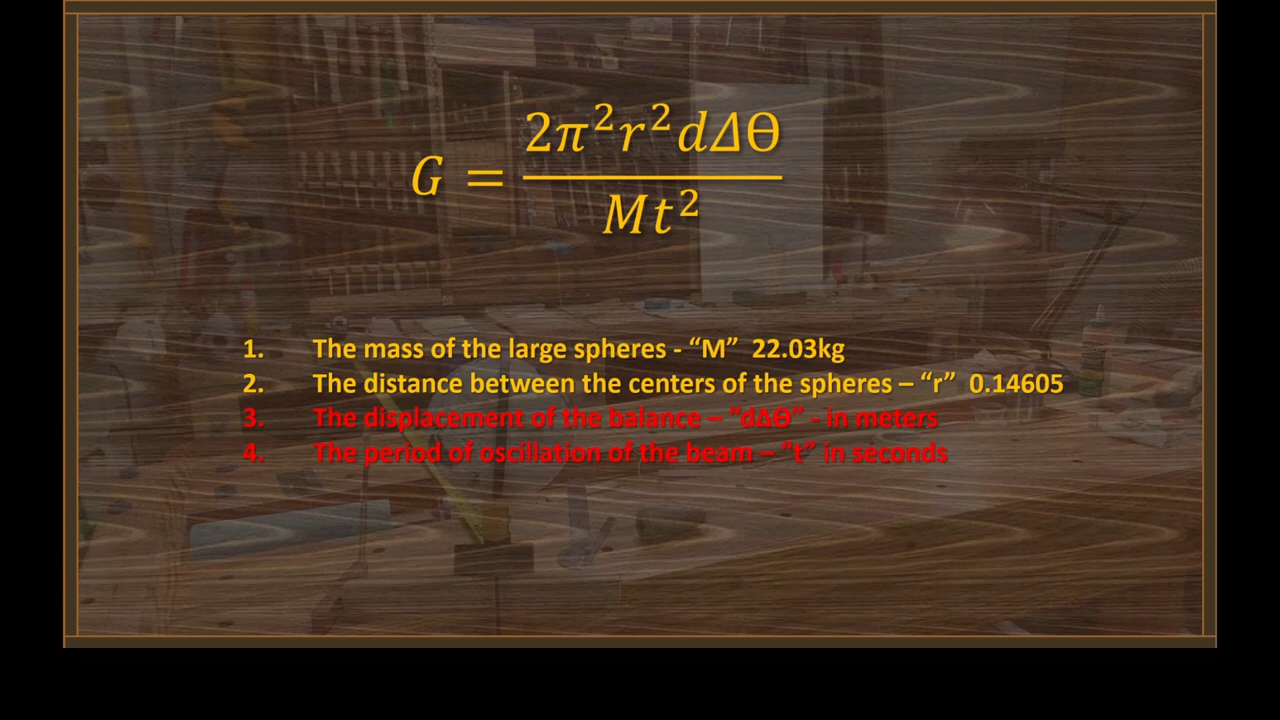 G = 2π²r²dΔΘ / Mt²
1. The mass of the large spheres - “M” 22.03kg
2. The distance between the centers of the spheres – “r” 0.14605
3. The displacement of the balance – “dΔΘ” - in meters
4. The period of oscillation of the beam – “t” in seconds